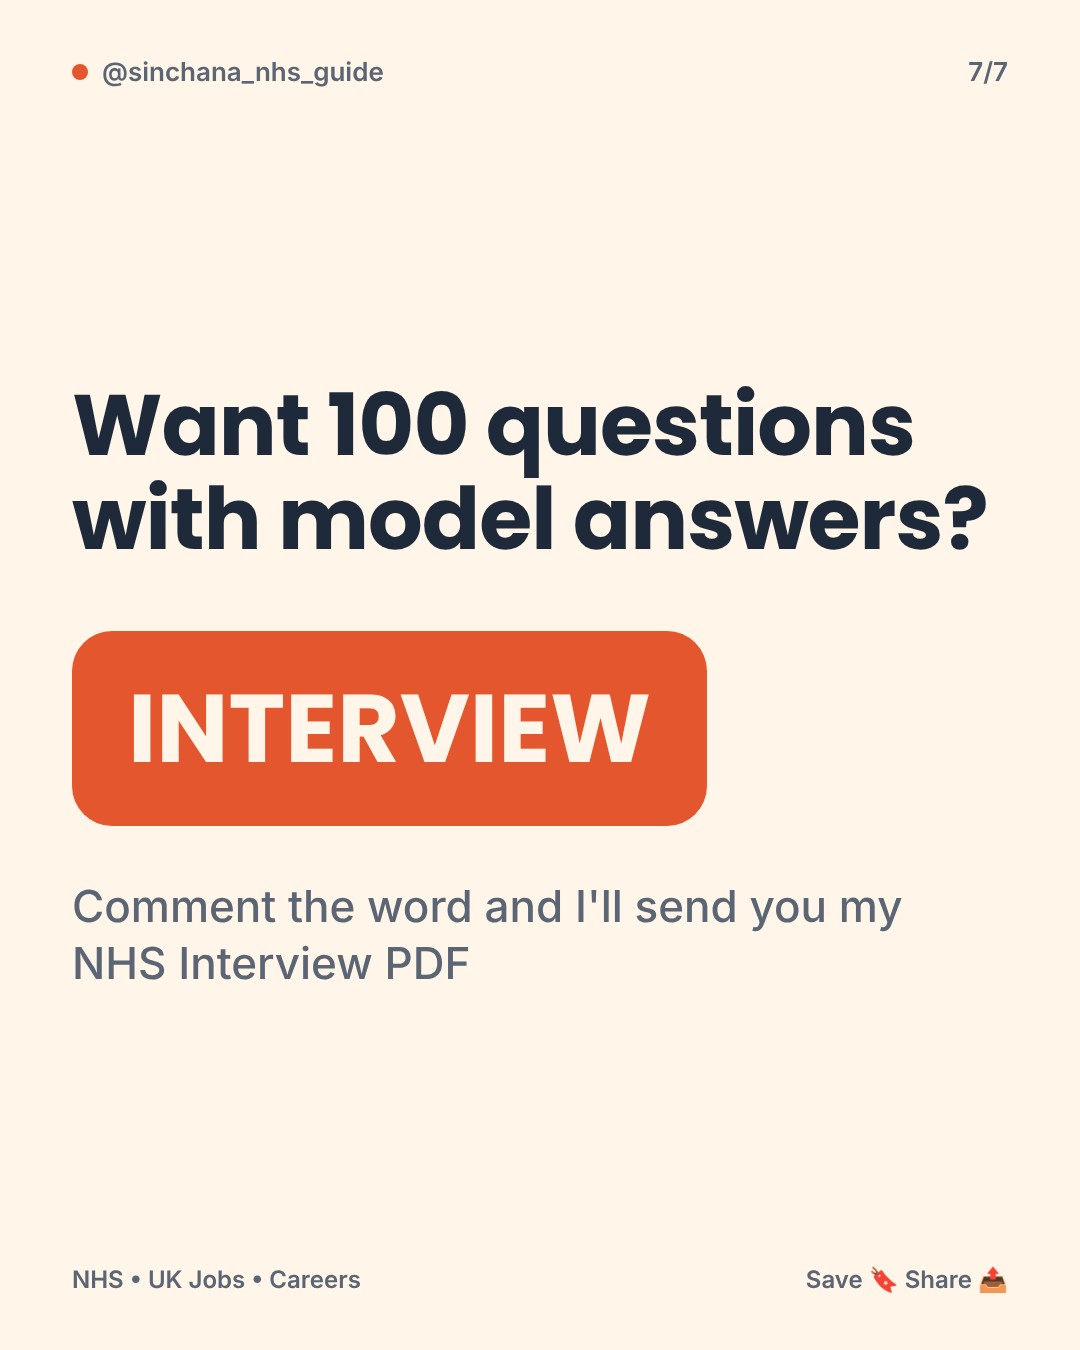 @sinchana_nhs_guide
7/7
Want 100 questions
with model answers?
INTERVIEW
Comment the word and I'll send you my
NHS Interview PDF
NHS • UK Jobs • Careers
Save 🔖 Share 📤